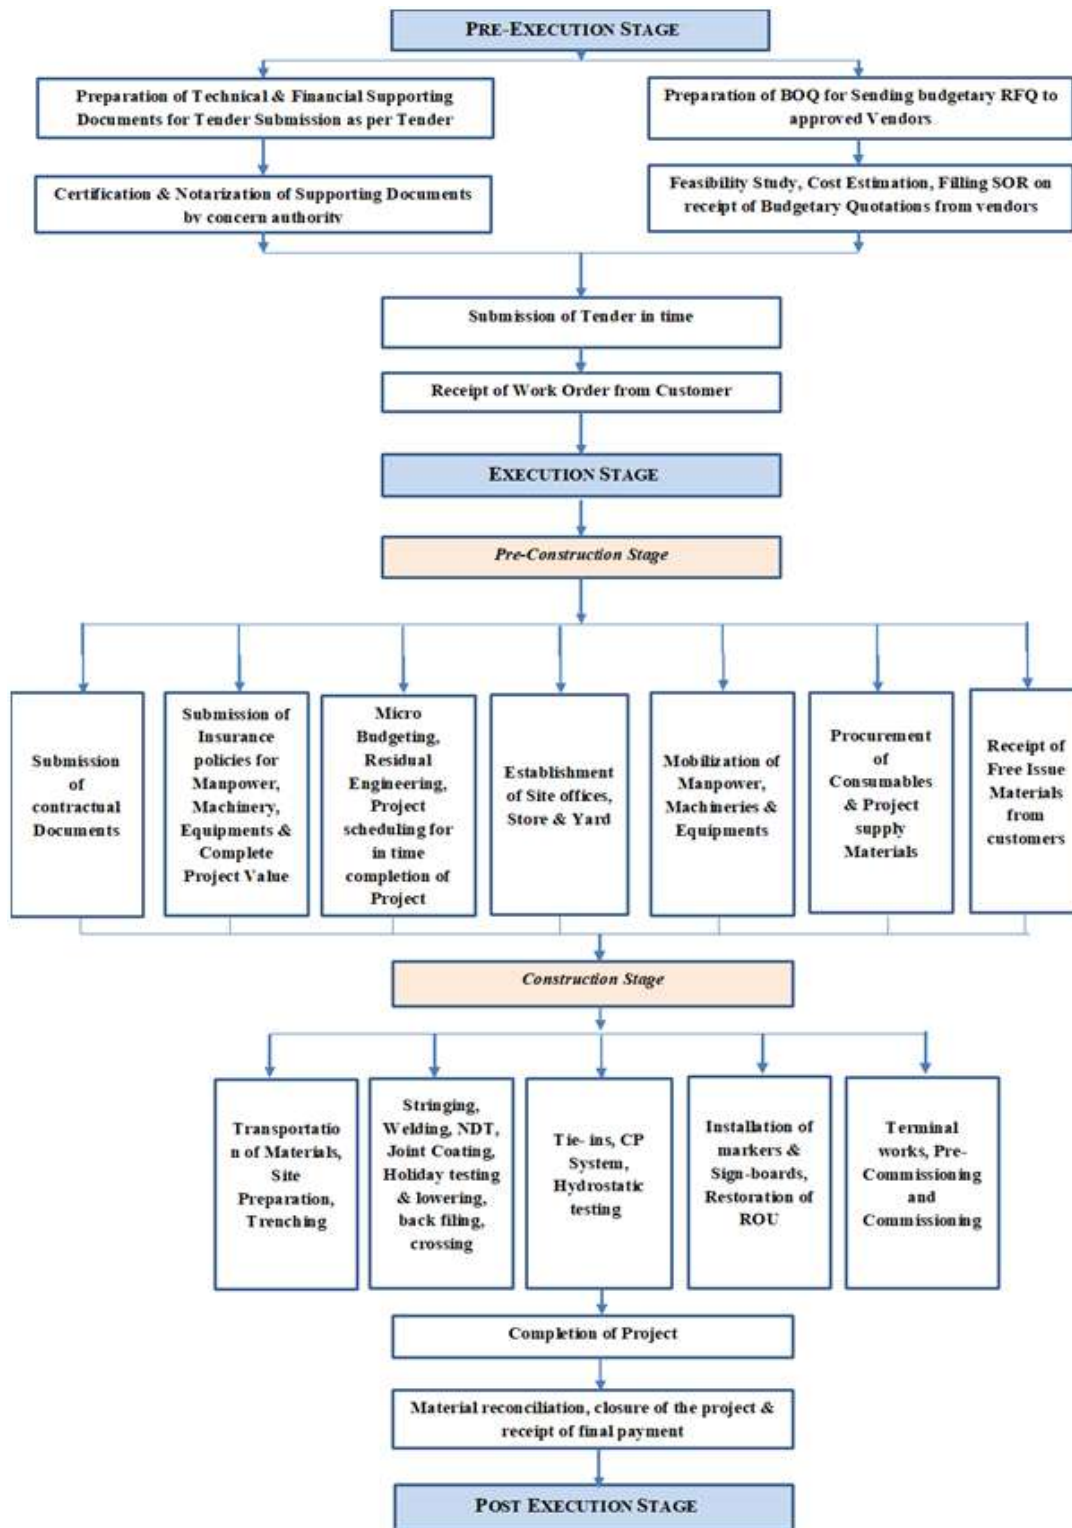 PRE-EXECUTION STAGE
Preparation of Technical & Financial Supporting
Documents for Tender Submission as per Tender
Preparation of BOQ for Sending budgetary RFQ to
approved Vendors
Certification & Notarization of Supporting Documents
by concern authority
Feasibility Study, Cost Estimation, Filling SOR on
receipt of Budgetary Quotations from vendors
Submission of Tender in time
Receipt of Work Order from Customer
EXECUTION STAGE
Pre-Construction Stage
Submission
of
contractual
Documents
Submission of
Insurance
policies for
Manpower,
Machinery,
Equipments &
Complete
Project Value
Micro
Budgeting,
Residual
Engineering,
Project
scheduling for
in time
completion of
Project
Establishment
of Site offices,
Store & Yard
Mobilization of
Manpower,
Machineries &
Equipments
Procurement
of
Consumables
& Project
supply
Materials
Receipt of
Free Issue
Materials
from
customers
Construction Stage
Transportatio
n of Materials,
Site
Preparation,
Trenching
Stringing,
Welding, NDT,
Joint Coating,
Holiday testing
& lowering,
back filing,
crossing
Tie- ins, CP
System,
Hydrostatic
testing
Installation of
markers &
Sign-boards,
Restoration of
ROU
Terminal
works, Pre-
Commissioning
and
Commissioning
Completion of Project
Material reconciliation, closure of the project &
receipt of final payment
POST EXECUTION STAGE